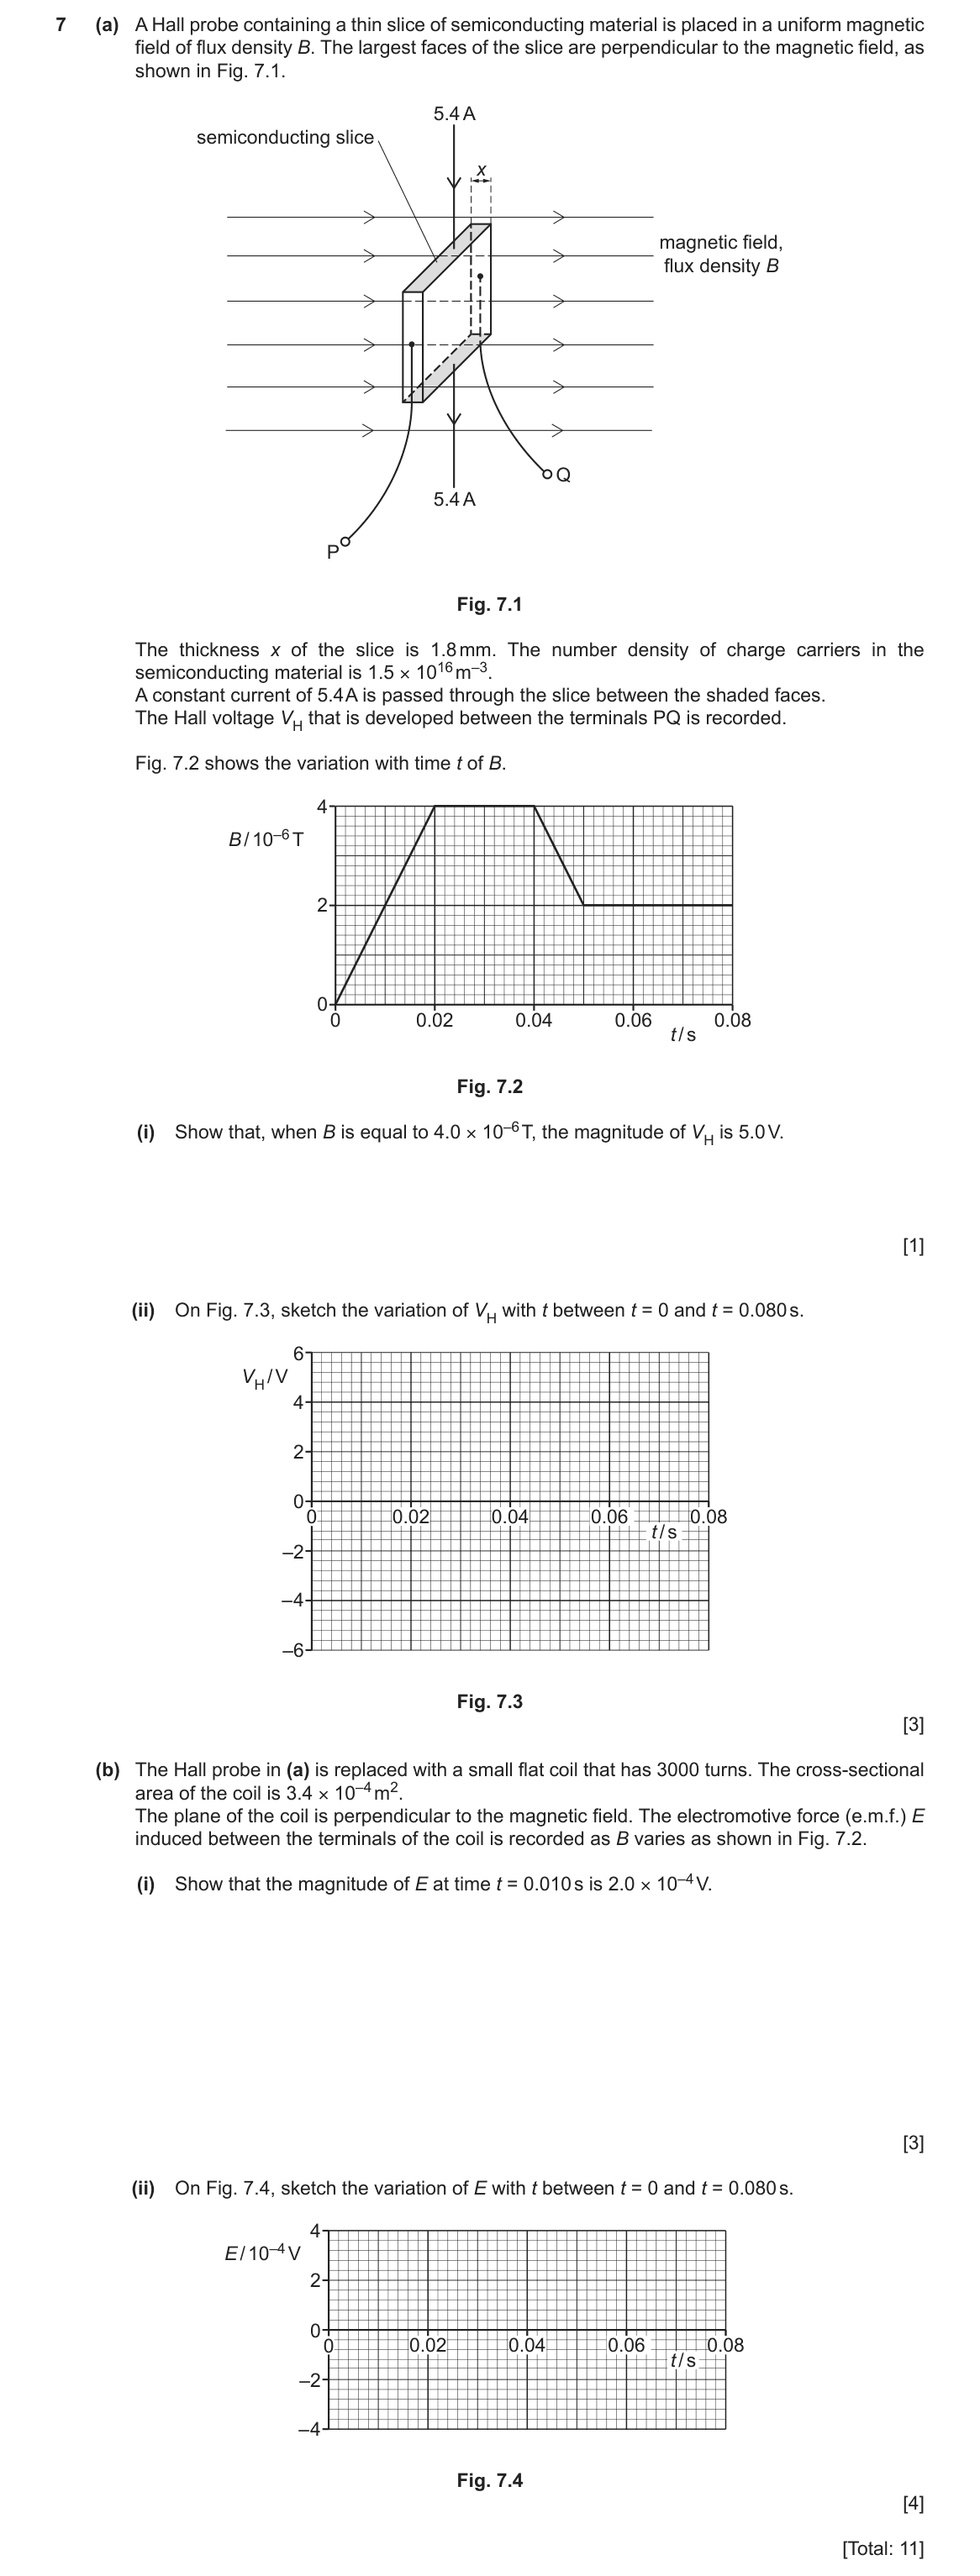 7 (a) A Hall probe containing a thin slice of semiconducting material is placed in a uniform magnetic
field of flux density B. The largest faces of the slice are perpendicular to the magnetic field, as
shown in Fig. 7.1.
5.4 A
semiconducting slice
x
magnetic field,
flux density B
Q
5.4 A
P
Fig. 7.1
The thickness x of the slice is 1.8 mm. The number density of charge carriers in the
semiconducting material is 1.5 × 10¹⁶ m⁻³.
A constant current of 5.4 A is passed through the slice between the shaded faces.
The Hall voltage V_H that is developed between the terminals PQ is recorded.
Fig. 7.2 shows the variation with time t of B.
4
B / 10⁻⁶ T
2
0
0 0.02 0.04 0.06 0.08
t / s
Fig. 7.2
(i) Show that, when B is equal to 4.0 × 10⁻⁶ T, the magnitude of V_H is 5.0 V.
[1]
(ii) On Fig. 7.3, sketch the variation of V_H with t between t = 0 and t = 0.080 s.
6
V_H / V
4
2
0
0 0.02 0.04 0.06 0.08
t / s
–2
–4
–6
Fig. 7.3
[3]
(b) The Hall probe in (a) is replaced with a small flat coil that has 3000 turns. The cross-sectional
area of the coil is 3.4 × 10⁻⁴ m².
The plane of the coil is perpendicular to the magnetic field. The electromotive force (e.m.f.) E
induced between the terminals of the coil is recorded as B varies as shown in Fig. 7.2.
(i) Show that the magnitude of E at time t = 0.010 s is 2.0 × 10⁻⁴ V.
[3]
(ii) On Fig. 7.4, sketch the variation of E with t between t = 0 and t = 0.080 s.
4
E / 10⁻⁴ V
2
0
0 0.02 0.04 0.06 0.08
t / s
–2
–4
Fig. 7.4
[4]
[Total: 11]